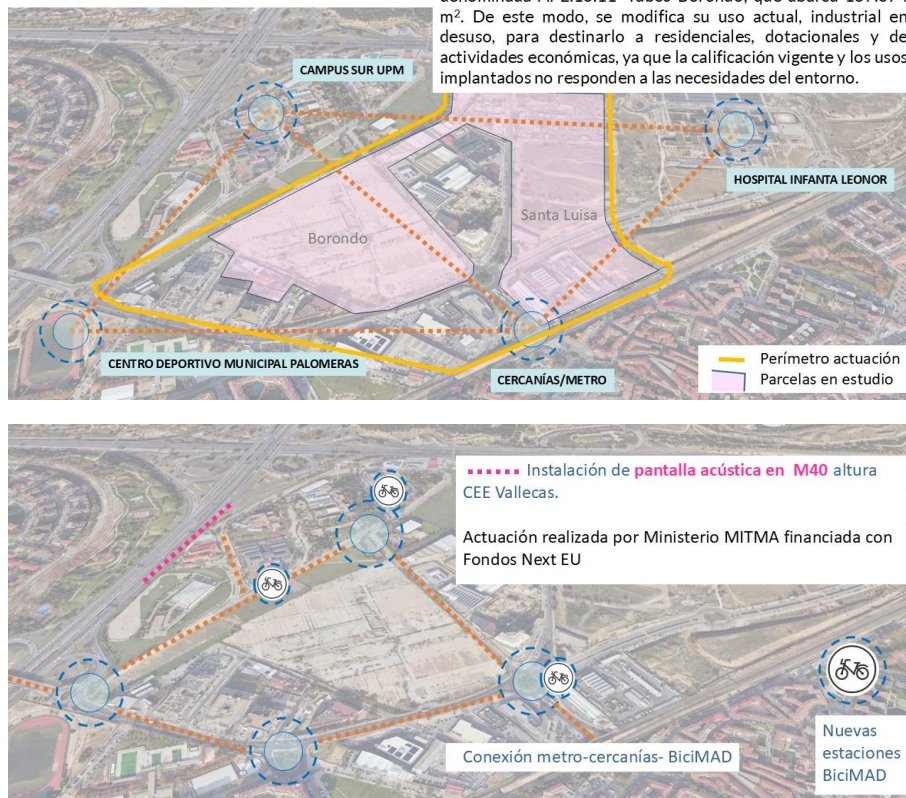 m². De este modo, se modifica su uso actual, industrial en
desuso, para destinarlo a residenciales, dotacionales y de
actividades económicas, ya que la calificación vigente y los usos
implantados no responden a las necesidades del entorno.
CAMPUS SUR UPM
HOSPITAL INFANTA LEONOR
Santa Luisa
Borondo
CENTRO DEPORTIVO MUNICIPAL PALOMERAS
CERCANÍAS/METRO
Perímetro actuación
Parcelas en estudio
Instalación de pantalla acústica en M40 altura
CEE Vallecas.
Actuación realizada por Ministerio MITMA financiada con
Fondos Next EU
Conexión metro-cercanías- BiciMAD
Nuevas
estaciones
BiciMAD